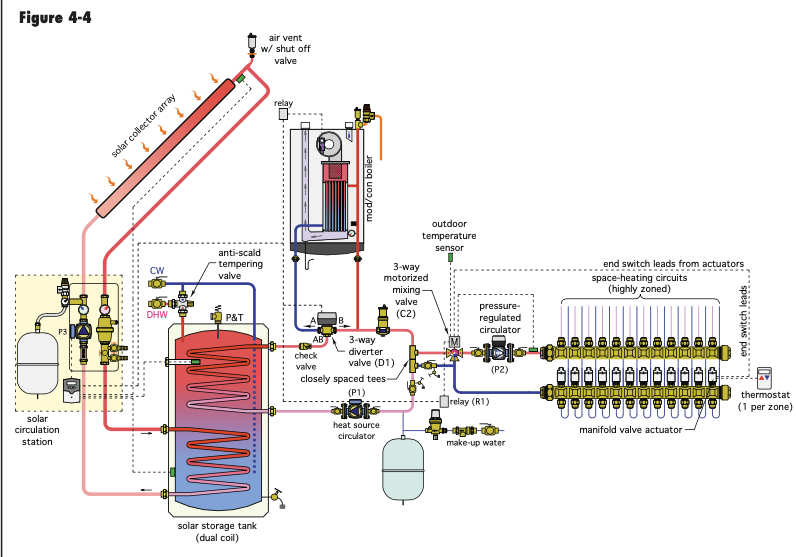 Figure 4-4
air vent
w/ shut off
valve
solar collector array
relay
mod/con boiler
outdoor
temperature
sensor
end switch leads from actuators
space-heating circuits
(highly zoned)
3-way
motorized
mixing
valve
(C2)
pressure-
regulated
circulator
end switch leads
anti-scald
tempering
valve
CW
DHW
P&T
P3
A
B
AB
M
(P2)
check
valve
3-way
diverter
valve (D1)
closely spaced tees
(P1)
heat source
circulator
relay (R1)
make-up water
manifold valve actuator
thermostat
(1 per zone)
solar
circulation
station
solar storage tank
(dual coil)